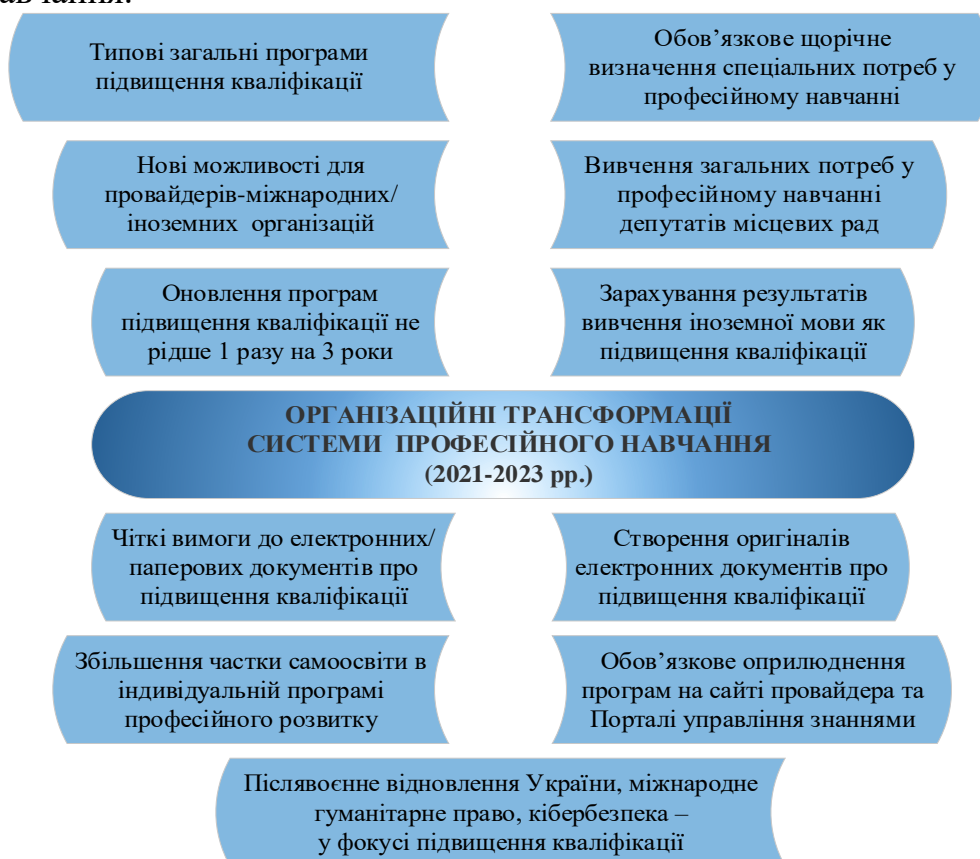 Типові загальні програми
підвищення кваліфікації
Обов’язкове щорічне
визначення спеціальних потреб у
професійному навчанні
Нові можливості для
провайдерів-міжнародних/
іноземних організацій
Вивчення загальних потреб у
професійному навчанні
депутатів місцевих рад
Оновлення програм
підвищення кваліфікації не
рідше 1 разу на 3 роки
Зарахування результатів
вивчення іноземної мови як
підвищення кваліфікації
ОРГАНІЗАЦІЙНІ ТРАНСФОРМАЦІЇ
СИСТЕМИ ПРОФЕСІЙНОГО НАВЧАННЯ
(2021-2023 рр.)
Чіткі вимоги до електронних/
паперових документів про
підвищення кваліфікації
Створення оригіналів
електронних документів про
підвищення кваліфікації
Збільшення частки самоосвіти в
індивідуальній програмі
професійного розвитку
Обов’язкове оприлюднення
програм на сайті провайдера та
Порталі управління знаннями
Післявоєнне відновлення України, міжнародне
гуманітарне право, кібербезпека –
у фокусі підвищення кваліфікації